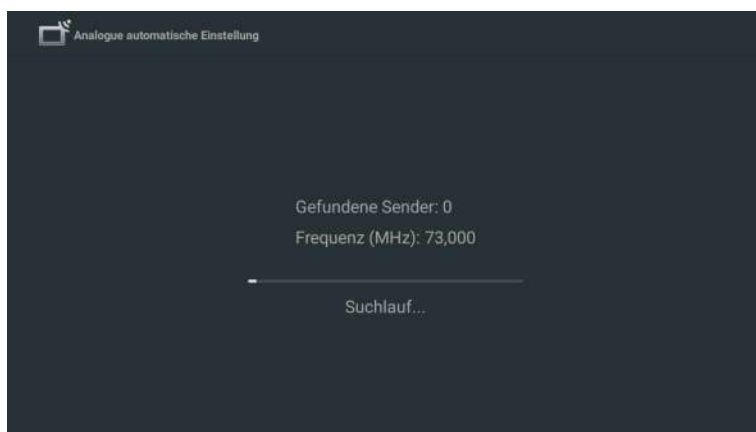 Analogue automatische Einstellung
Gefundene Sender: 0
Frequenz (MHz): 73,000
Suchlauf...